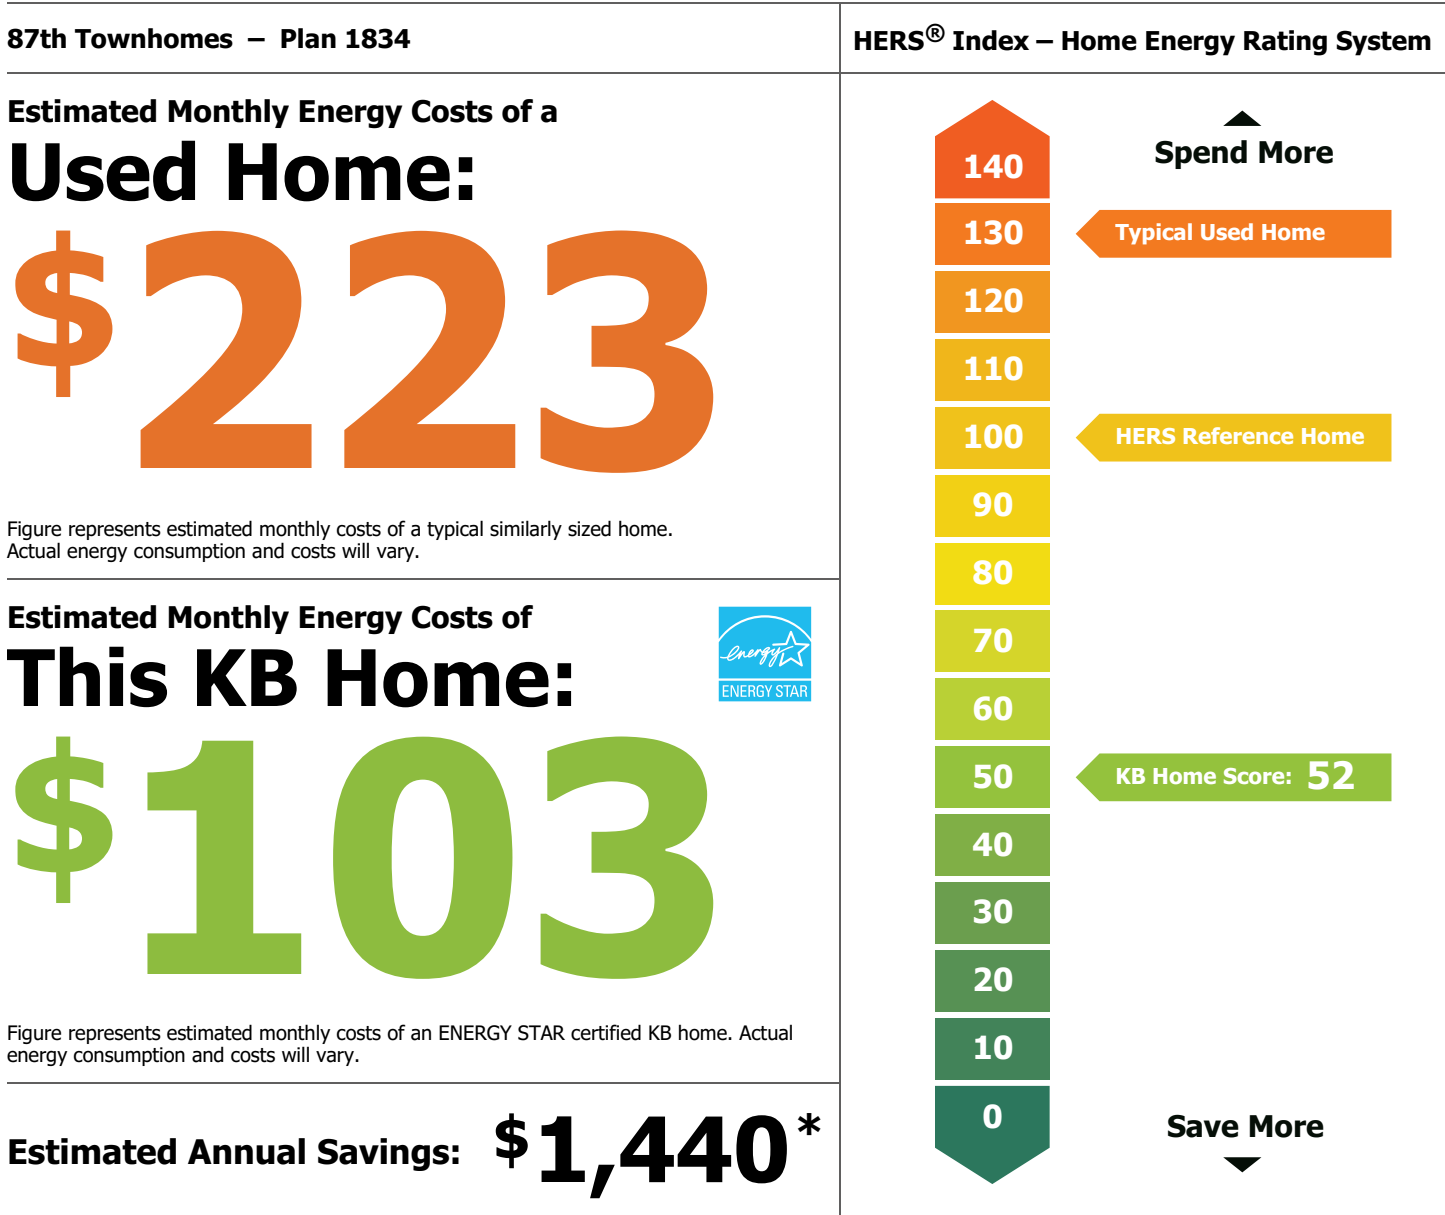 87th Townhomes – Plan 1834
Estimated Monthly Energy Costs of a
Used Home:
$223
Figure represents estimated monthly costs of a typical similarly sized home.
Actual energy consumption and costs will vary.
Estimated Monthly Energy Costs of
This KB Home:
energy
ENERGY STAR
$103
Figure represents estimated monthly costs of an ENERGY STAR certified KB home. Actual
energy consumption and costs will vary.
Estimated Annual Savings: $1,440*
HERS® Index – Home Energy Rating System
Spend More
140
130 Typical Used Home
120
110
100 HERS Reference Home
90
80
70
60
50 KB Home Score: 52
40
30
20
10
0
Save More